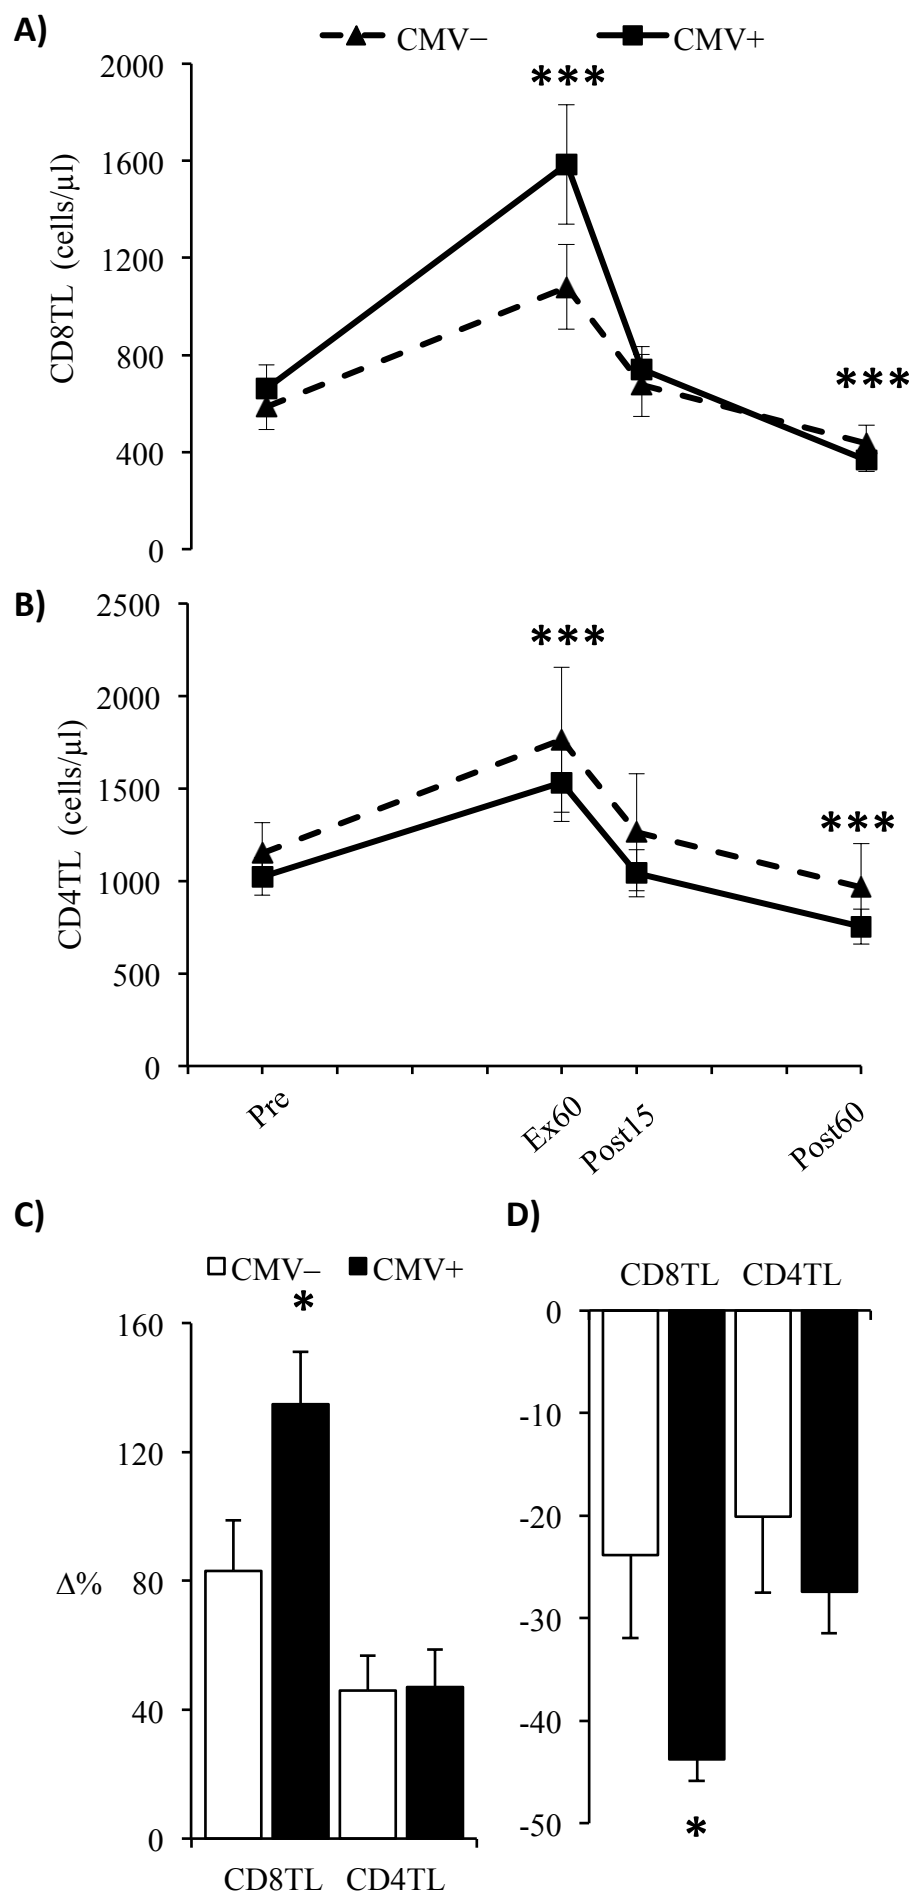 A)
CMV− CMV+
***
***
CD8TL (cells/µl)
2000
1600
1200
800
400
0
B)
***
***
CD4TL (cells/µl)
2500
2000
1500
1000
500
0
Pre Ex60 Post15 Post60
C)
CMV− CMV+
*
Δ%
160
120
80
40
0
CD8TL CD4TL
D)
CD8TL CD4TL
0
-10
-20
-30
-40
-50
*